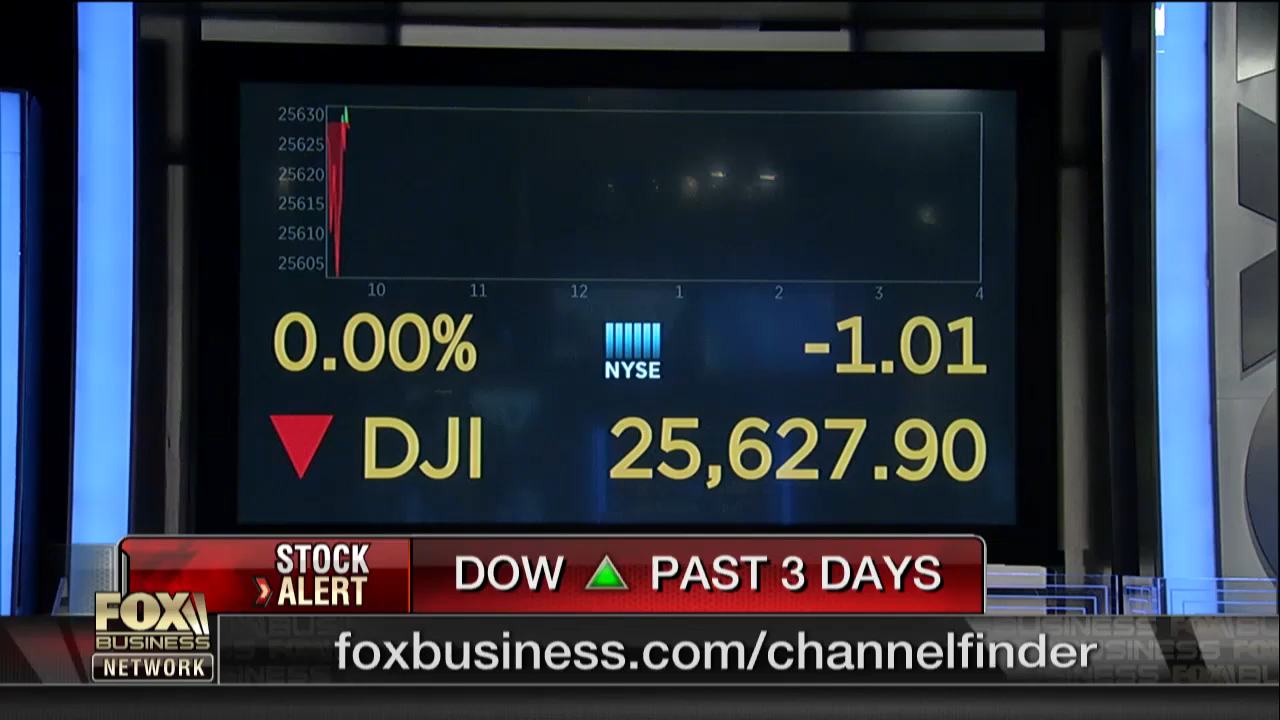 25630
25625
25620
25615
25610
25605
10 11 12 1 2 3 4
0.00% NYSE -1.01
▼ DJI 25,627.90
STOCK ALERT
DOW ▲ PAST 3 DAYS
FOX BUSINESS NETWORK
foxbusiness.com/channelfinder